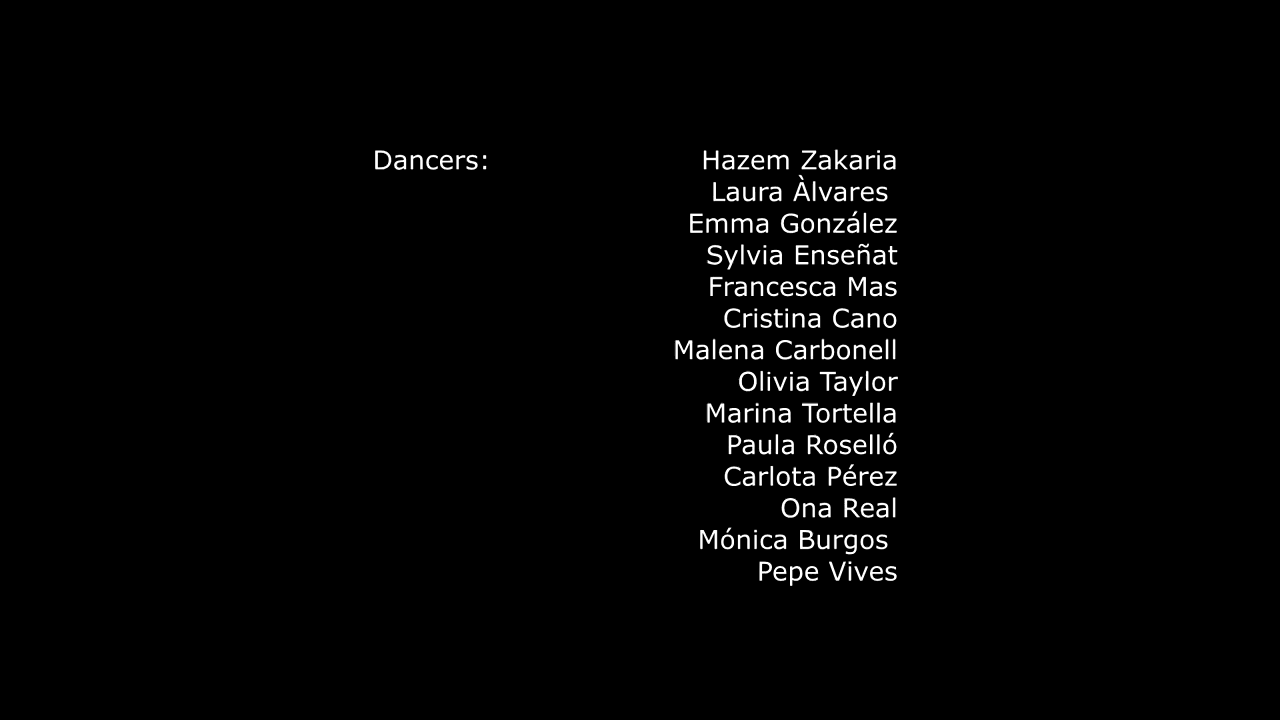 Dancers: Hazem Zakaria
Laura Àlvares
Emma González
Sylvia Enseñat
Francesca Mas
Cristina Cano
Malena Carbonell
Olivia Taylor
Marina Tortella
Paula Roselló
Carlota Pérez
Ona Real
Mónica Burgos
Pepe Vives